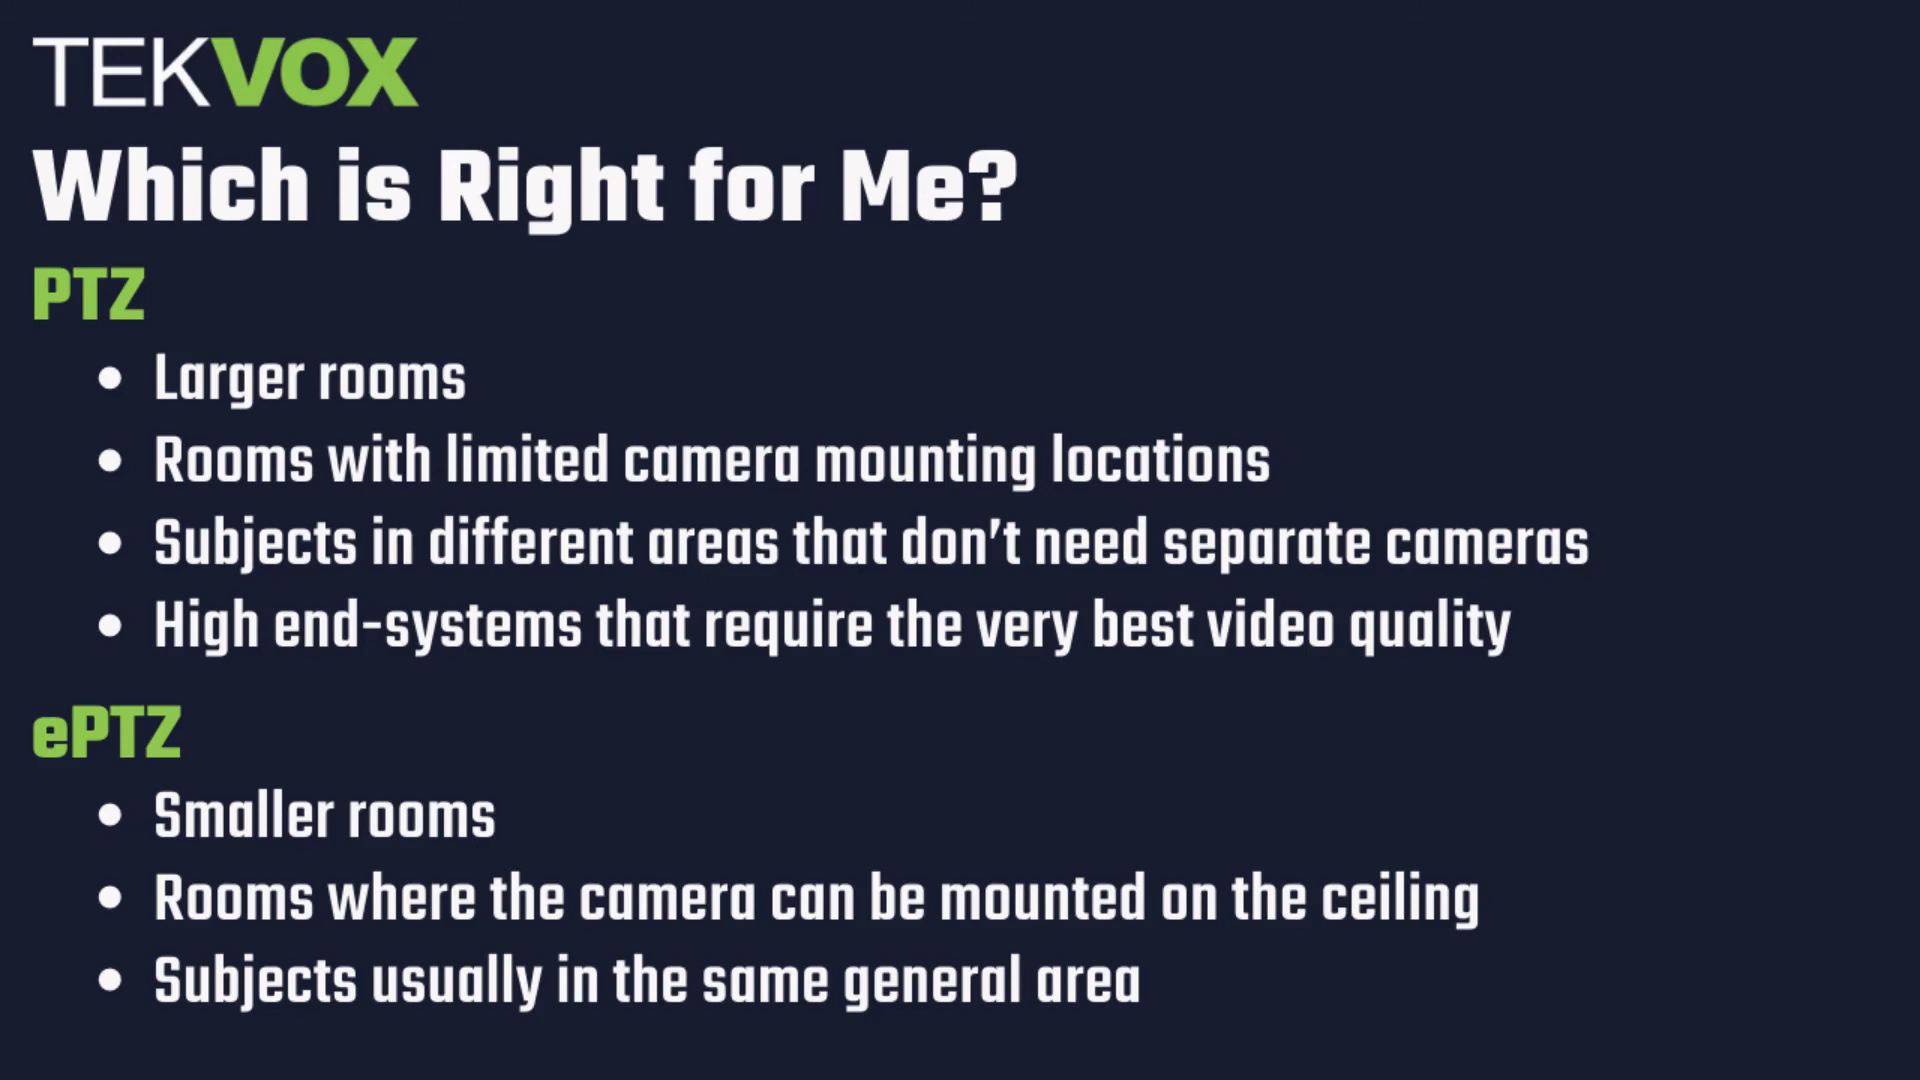 TEKVOX
Which is Right for Me?
PTZ
• Larger rooms
• Rooms with limited camera mounting locations
• Subjects in different areas that don’t need separate cameras
• High end-systems that require the very best video quality
ePTZ
• Smaller rooms
• Rooms where the camera can be mounted on the ceiling
• Subjects usually in the same general area